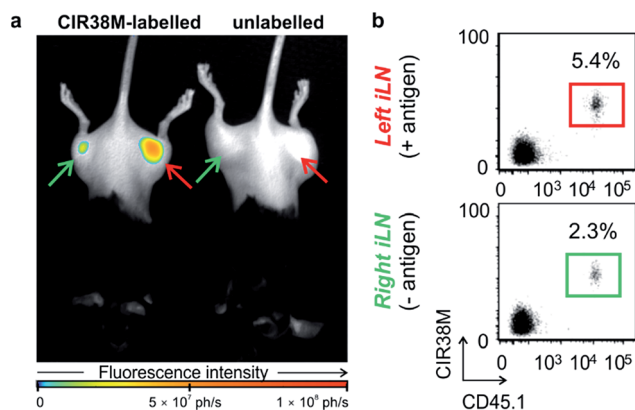 a
CIR38M-labelled unlabelled
Fluorescence intensity
0 5 x 10⁷ ph/s 1 x 10⁸ ph/s
b
Left iLN
(+ antigen)
100
5.4%
0
0 10³ 10⁴ 10⁵
Right iLN
(- antigen)
100
2.3%
0
0 10³ 10⁴ 10⁵
CIR38M
CD45.1